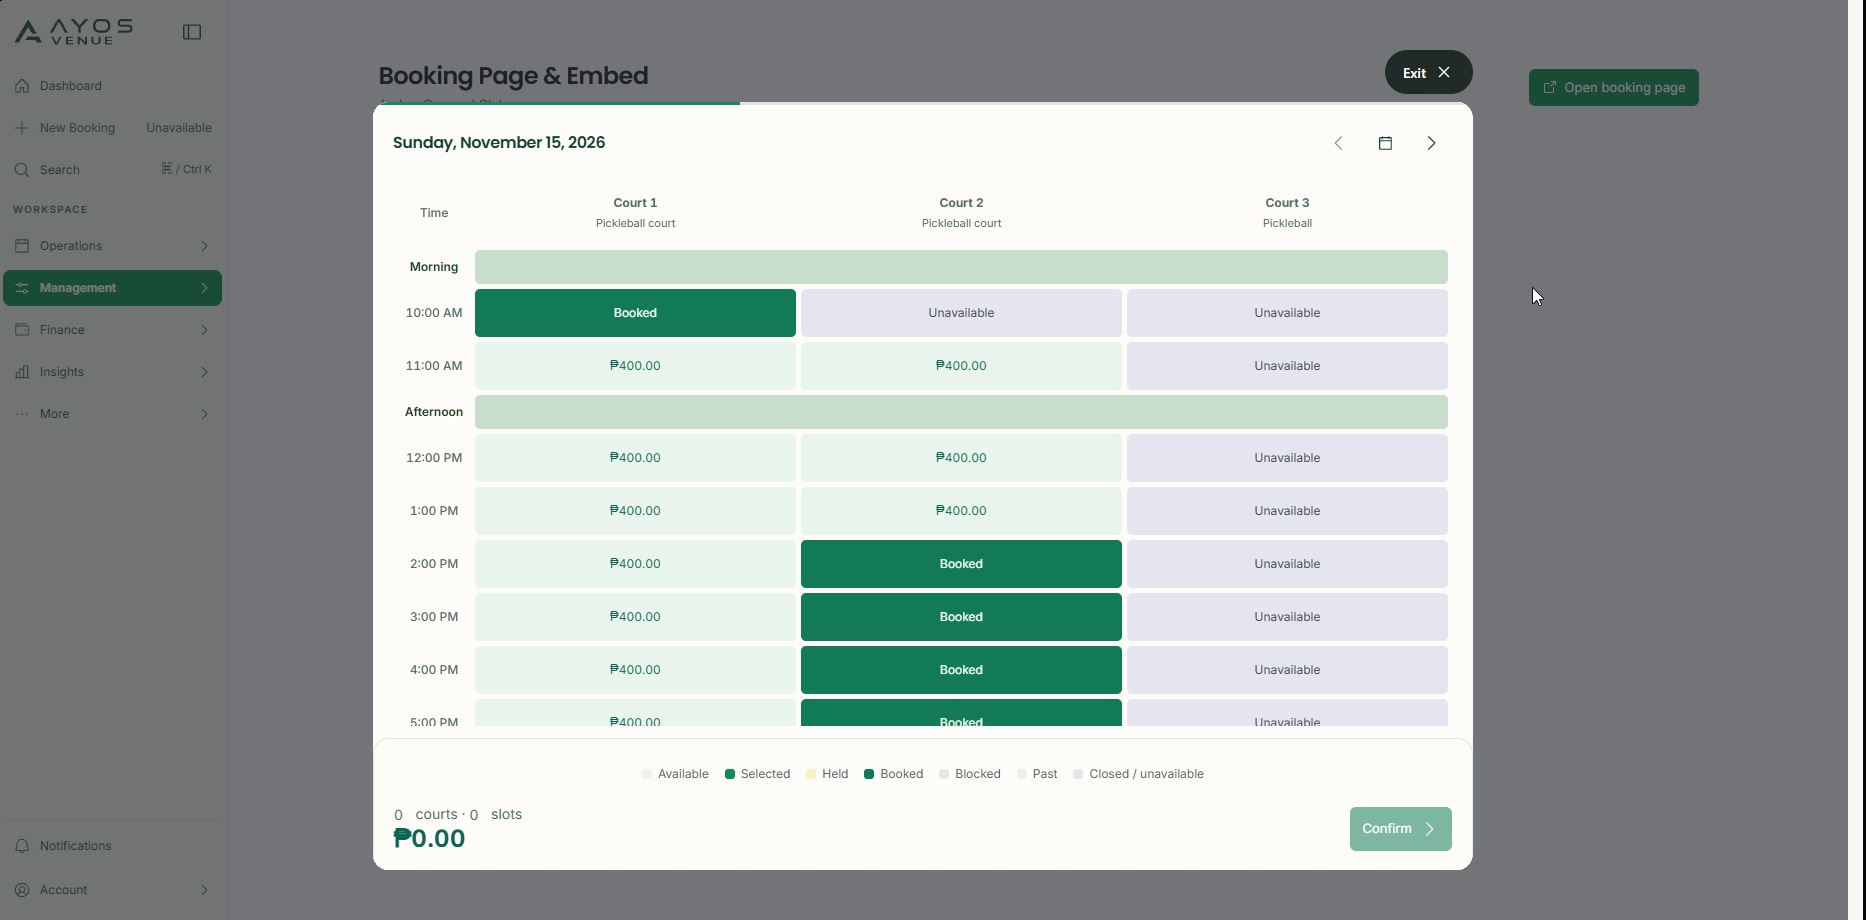 AYOS
VENUE
Dashboard
New Booking Unavailable
Search ⌘ / Ctrl K
WORKSPACE
Operations
Management
Finance
Insights
More
Notifications
Account
Booking Page & Embed
Open booking page
Exit
Sunday, November 15, 2026
Time
Court 1
Pickleball court
Court 2
Pickleball court
Court 3
Pickleball
Morning
10:00 AM Booked Unavailable Unavailable
11:00 AM ₱400.00 ₱400.00 Unavailable
Afternoon
12:00 PM ₱400.00 ₱400.00 Unavailable
1:00 PM ₱400.00 ₱400.00 Unavailable
2:00 PM ₱400.00 Booked Unavailable
3:00 PM ₱400.00 Booked Unavailable
4:00 PM ₱400.00 Booked Unavailable
5:00 PM ₱400.00 Booked Unavailable
Available Selected Held Booked Blocked Past Closed / unavailable
0 courts · 0 slots
₱0.00
Confirm